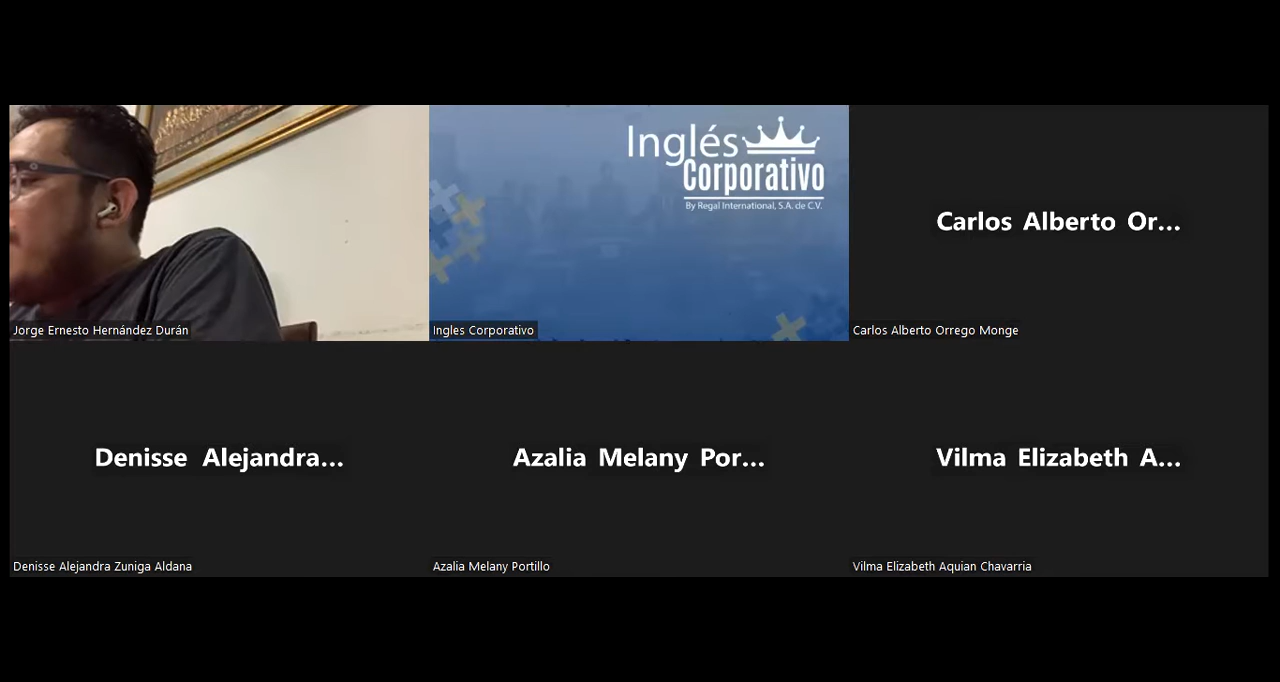 Inglés
Corporativo
By Regal International, S.A. de C.V.
Carlos Alberto Or...
Jorge Ernesto Hernández Durán
Ingles Corporativo
Carlos Alberto Orrego Monge
Denisse Alejandra...
Azalia Melany Por...
Vilma Elizabeth A...
Denisse Alejandra Zuniga Aldana
Azalia Melany Portillo
Vilma Elizabeth Aquian Chavarria